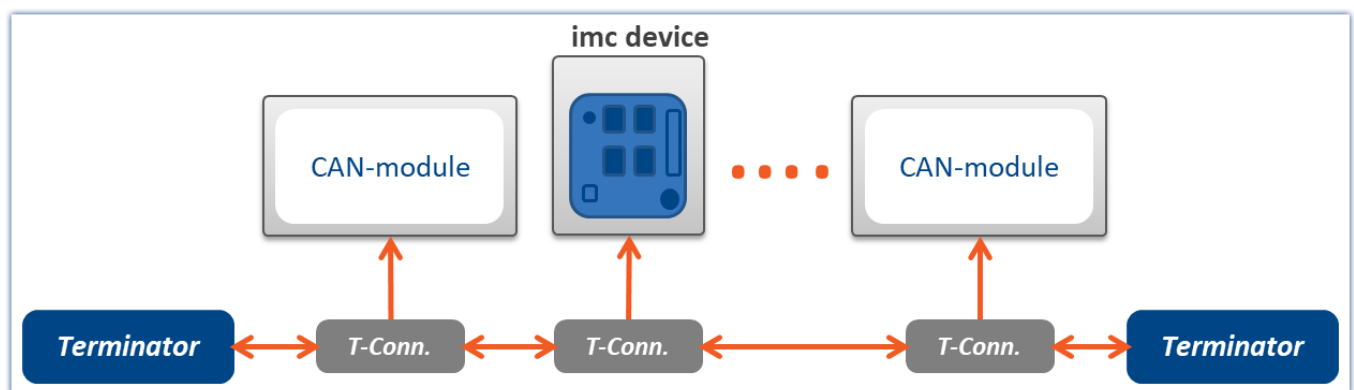 imc device
CAN-module
CAN-module
Terminator
T-Conn.
T-Conn.
T-Conn.
Terminator